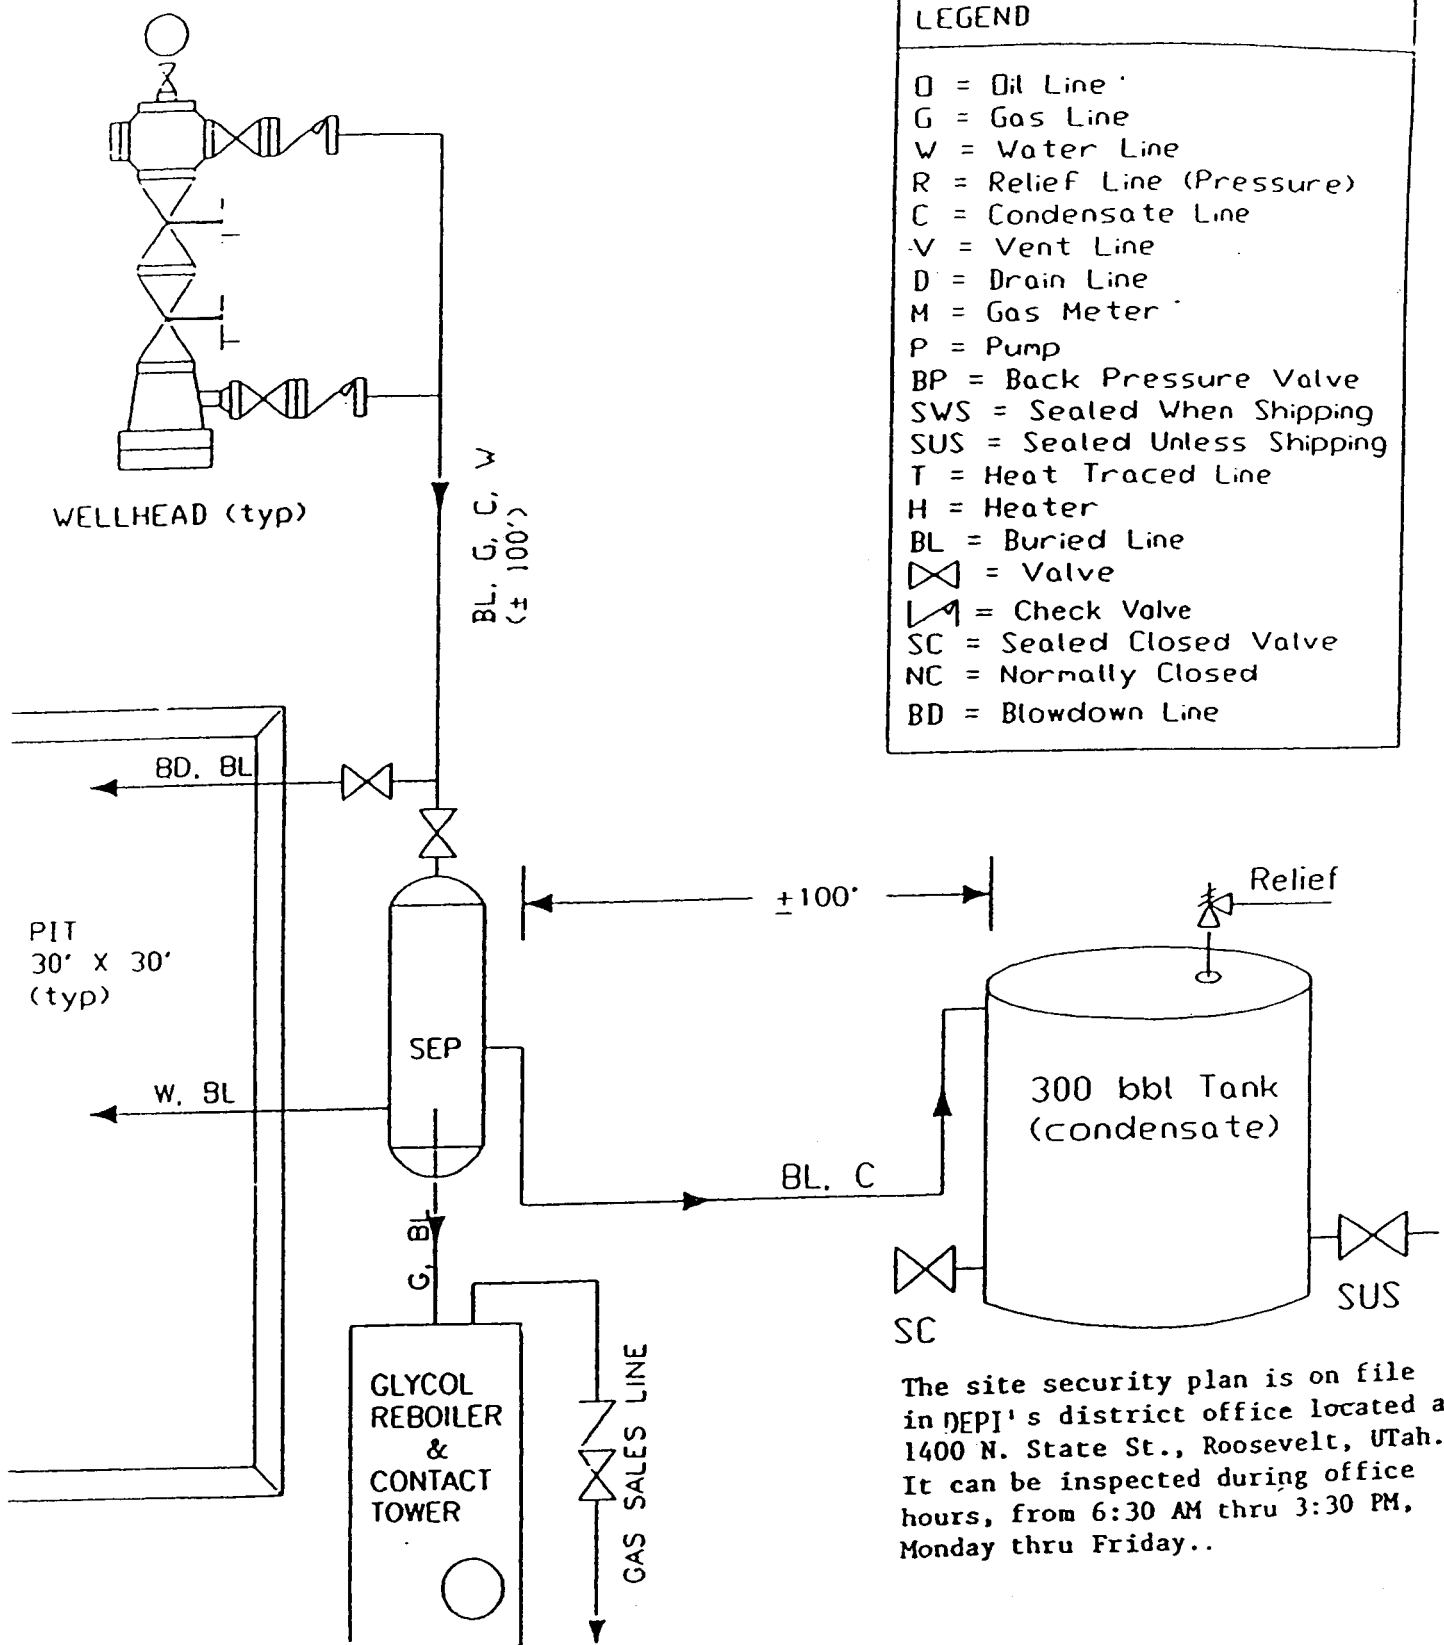 LEGEND
O = Oil Line
G = Gas Line
W = Water Line
R = Relief Line (Pressure)
C = Condensate Line
V = Vent Line
D = Drain Line
M = Gas Meter
P = Pump
BP = Back Pressure Valve
SWS = Sealed When Shipping
SUS = Sealed Unless Shipping
T = Heat Traced Line
H = Heater
BL = Buried Line
= Valve
= Check Valve
SC = Sealed Closed Valve
NC = Normally Closed
BD = Blowdown Line
WELLHEAD (typ)
BL, G, C, W
(± 100')
BD, BL
PIT
30' X 30'
(typ)
W, BL
SEP
±100'
Relief
300 bbl Tank
(condensate)
BL, C
G, BL
SC
SUS
GLYCOL
REBOILER
&
CONTACT
TOWER
GAS SALES LINE
The site security plan is on file
in DEPI's district office located a
1400 N. State St., Roosevelt, UTah.
It can be inspected during office
hours, from 6:30 AM thru 3:30 PM,
Monday thru Friday..